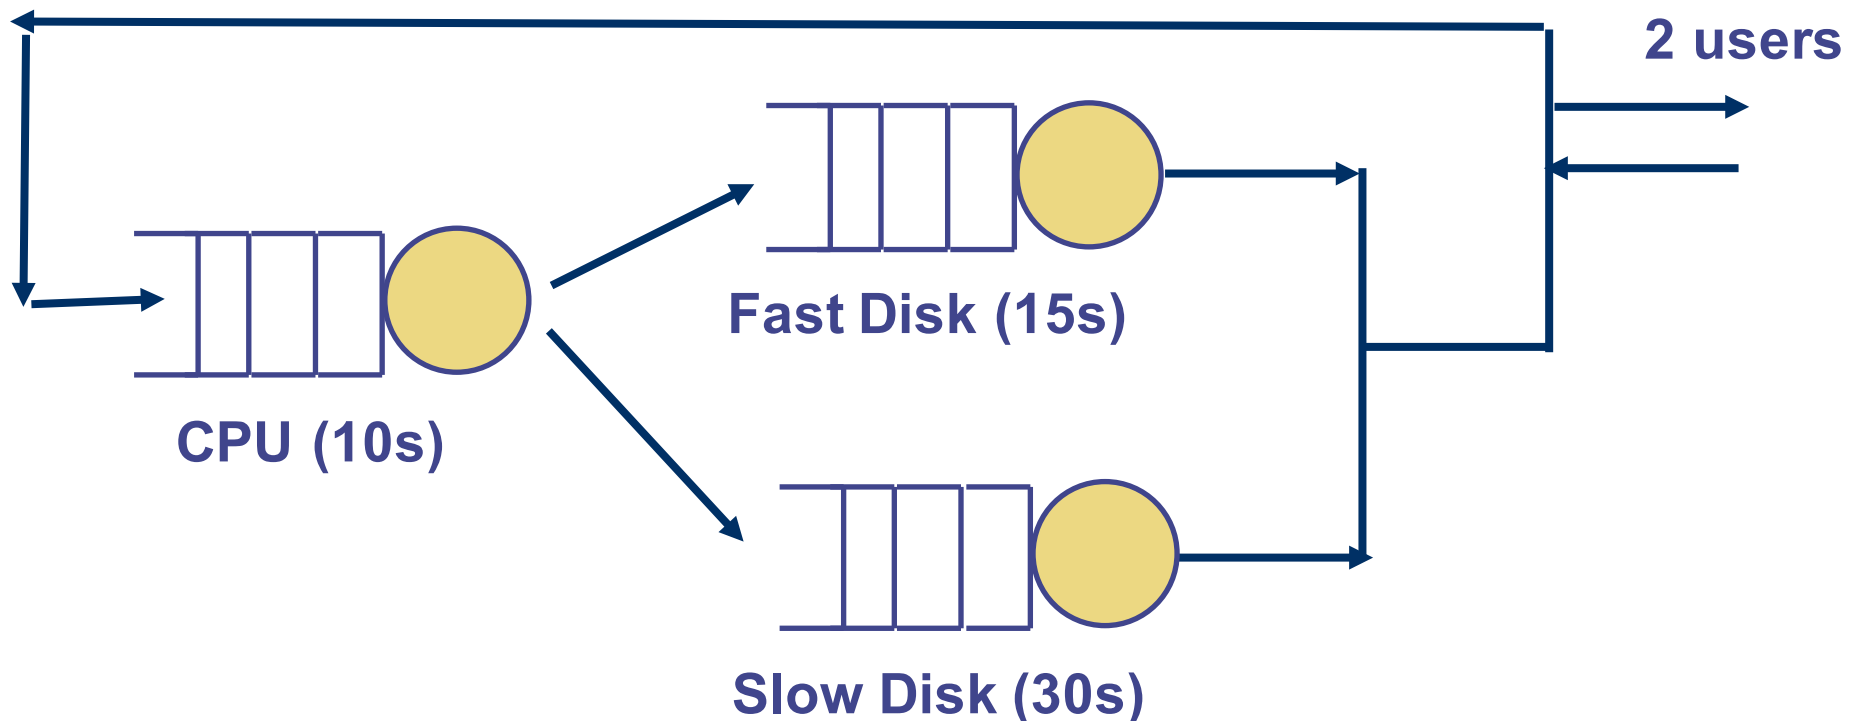 2 users
Fast Disk (15s)
CPU (10s)
Slow Disk (30s)